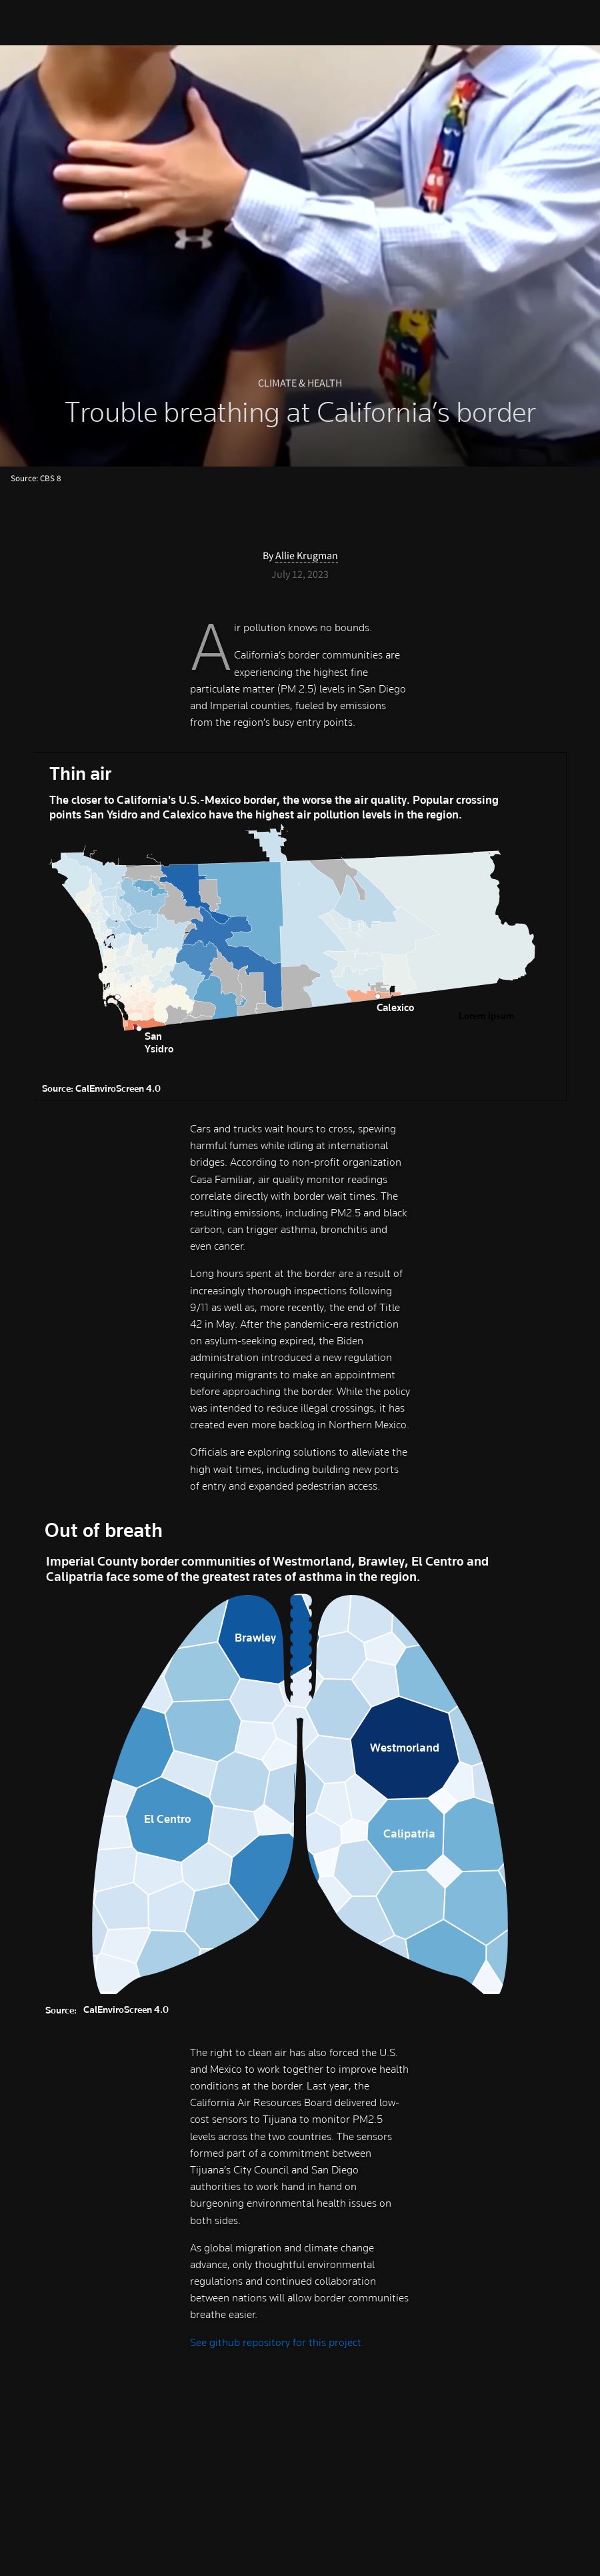 CLIMATE & HEALTH
Trouble breathing at California’s border
Source: CBS 8
By Allie Krugman
July 12, 2023
Air pollution knows no bounds.
California’s border communities are
experiencing the highest fine
particulate matter (PM 2.5) levels in San Diego
and Imperial counties, fueled by emissions
from the region’s busy entry points.
Thin air
The closer to California's U.S.-Mexico border, the worse the air quality. Popular crossing
points San Ysidro and Calexico have the highest air pollution levels in the region.
Calexico
Lorem ipsum
San
Ysidro
Source: CalEnviroScreen 4.0
Cars and trucks wait hours to cross, spewing
harmful fumes while idling at international
bridges. According to non-profit organization
Casa Familiar, air quality monitor readings
correlate directly with border wait times. The
resulting emissions, including PM2.5 and black
carbon, can trigger asthma, bronchitis and
even cancer.
Long hours spent at the border are a result of
increasingly thorough inspections following
9/11 as well as, more recently, the end of Title
42 in May. After the pandemic-era restriction
on asylum-seeking expired, the Biden
administration introduced a new regulation
requiring migrants to make an appointment
before approaching the border. While the policy
was intended to reduce illegal crossings, it has
created even more backlog in Northern Mexico.
Officials are exploring solutions to alleviate the
high wait times, including building new ports
of entry and expanded pedestrian access.
Out of breath
Imperial County border communities of Westmorland, Brawley, El Centro and
Calipatria face some of the greatest rates of asthma in the region.
Brawley
Westmorland
El Centro
Calipatria
Source: CalEnviroScreen 4.0
The right to clean air has also forced the U.S.
and Mexico to work together to improve health
conditions at the border. Last year, the
California Air Resources Board delivered low-
cost sensors to Tijuana to monitor PM2.5
levels across the two countries. The sensors
formed part of a commitment between
Tijuana’s City Council and San Diego
authorities to work hand in hand on
burgeoning environmental health issues on
both sides.
As global migration and climate change
advance, only thoughtful environmental
regulations and continued collaboration
between nations will allow border communities
breathe easier.
See github repository for this project.